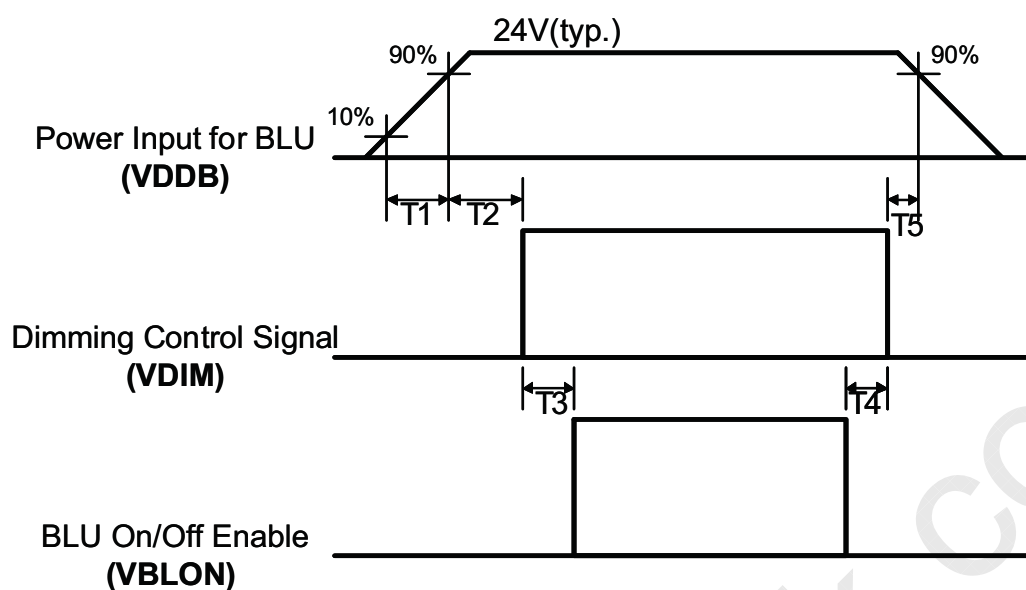 24V(typ.)
90%
90%
10%
Power Input for BLU
(VDDB)
T1
T2
T5
Dimming Control Signal
(VDIM)
T3
T4
BLU On/Off Enable
(VBLON)